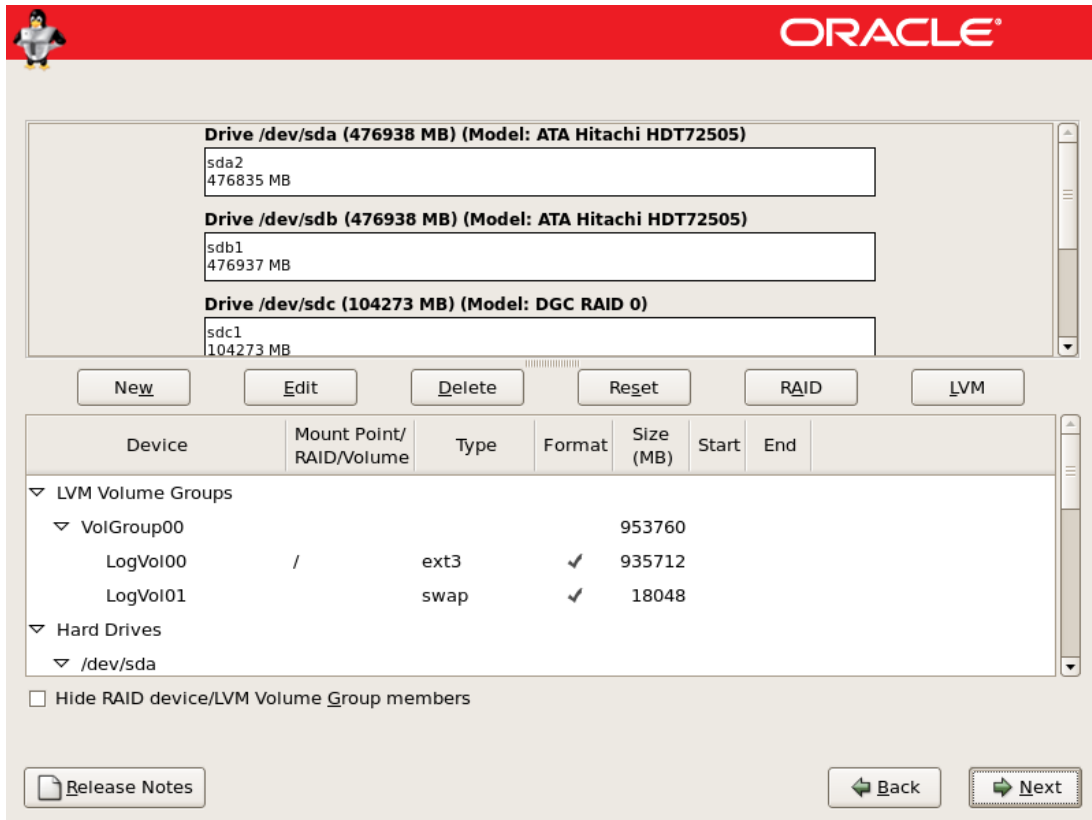 ORACLE®
Drive /dev/sda (476938 MB) (Model: ATA Hitachi HDT72505)
sda2
476835 MB
Drive /dev/sdb (476938 MB) (Model: ATA Hitachi HDT72505)
sdb1
476937 MB
Drive /dev/sdc (104273 MB) (Model: DGC RAID 0)
sdc1
104273 MB
New Edit Delete Reset RAID LVM
Device Mount Point/ RAID/Volume Type Format Size (MB) Start End
LVM Volume Groups
VolGroup00 953760
LogVol00 / ext3 ✓ 935712
LogVol01 swap ✓ 18048
Hard Drives
/dev/sda
Hide RAID device/LVM Volume Group members
Release Notes Back Next